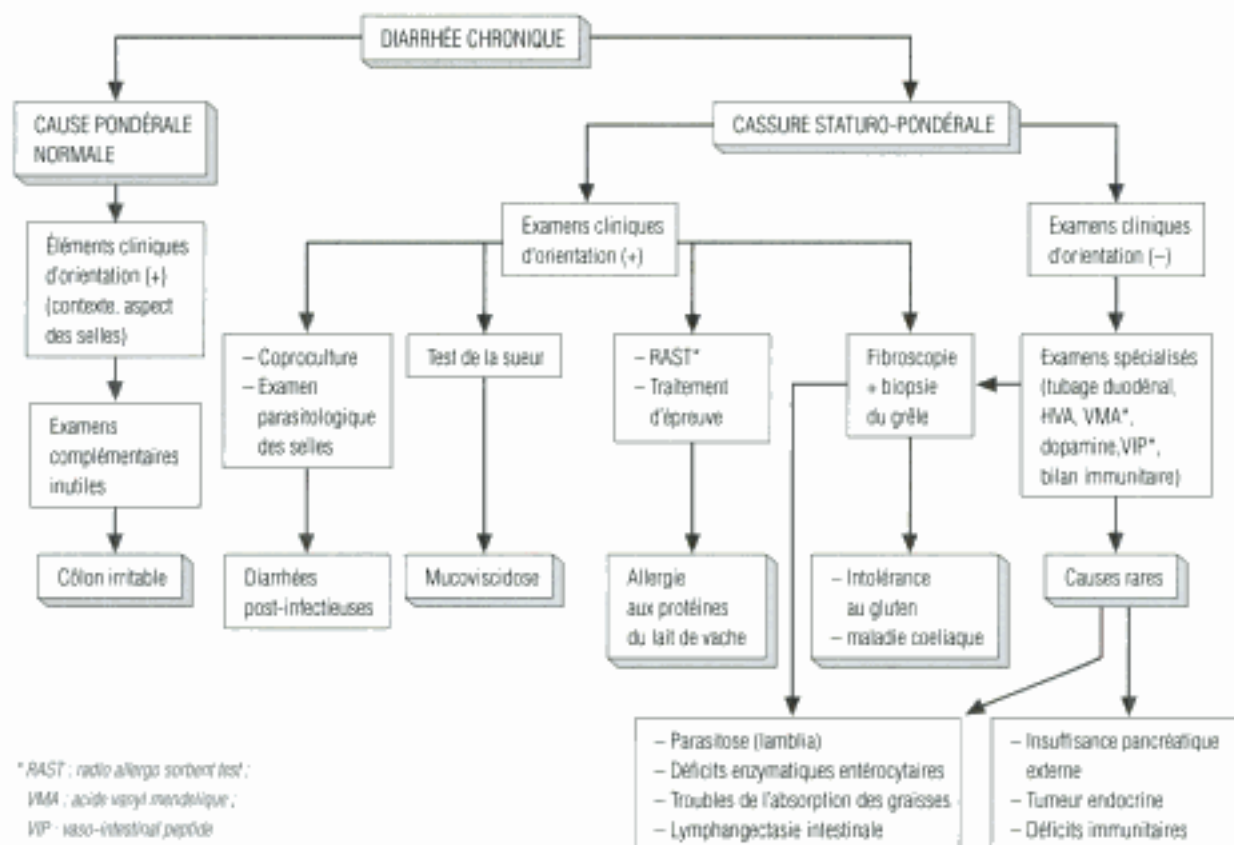 DIARRHÉE CHRONIQUE
CAUSE PONDÉRALE
NORMALE
CASSURE STATURO-PONDÉRALE
Éléments cliniques
d'orientation (+)
(contexte, aspect
des selles)
Examens cliniques
d'orientation (+)
Examens cliniques
d'orientation (–)
Examens
complémentaires
inutiles
– Coproculture
– Examen
parasitologique
des selles
Test de la sueur
– RAST*
– Traitement
d'épreuve
Fibroscopie
+ biopsie
du grêle
Examens spécialisés
(tubage duodénal,
HVA, VMA*,
dopamine,VIP*,
bilan immunitaire)
Côlon irritable
Diarrhées
post-infectieuses
Mucoviscidose
Allergie
aux protéines
du lait de vache
– Intolérance
au gluten
– maladie coeliaque
Causes rares
– Parasitose (lamblia)
– Déficits enzymatiques entérocytaires
– Troubles de l'absorption des graisses
– Lymphangectasie intestinale
– Insuffisance pancréatique
externe
– Tumeur endocrine
– Déficits immunitaires
* RAST : radio allergo sorbent test ;
VMA : acide vanyl mendélique ;
VIP : vaso-intestinal peptide